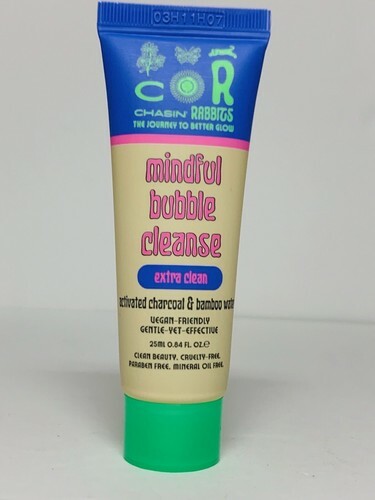 03H11H07
COR
CHASIN' RABBITS
THE JOURNEY TO BETTER GLOW
mindful
bubble
cleanse
extra clean
activated charcoal & bamboo water
VEGAN-FRIENDLY
GENTLE-YET-EFFECTIVE
25ML 0.84 FL. OZ.℮
CLEAN BEAUTY. CRUELTY-FREE.
PARABEN FREE. MINERAL OIL FREE.